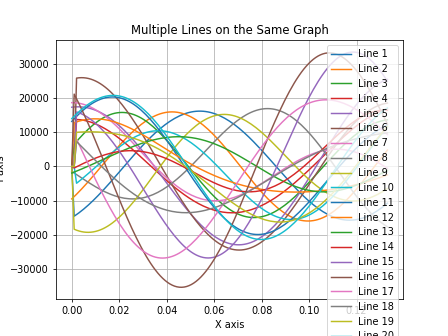 Multiple Lines on the Same Graph
30000
20000
10000
0
−10000
−20000
−30000
0.00
0.02
0.04
0.06
0.08
0.10
X axis
Line 1
Line 2
Line 3
Line 4
Line 5
Line 6
Line 7
Line 8
Line 9
Line 10
Line 11
Line 12
Line 13
Line 14
Line 15
Line 16
Line 17
Line 18
Line 19
Line 20